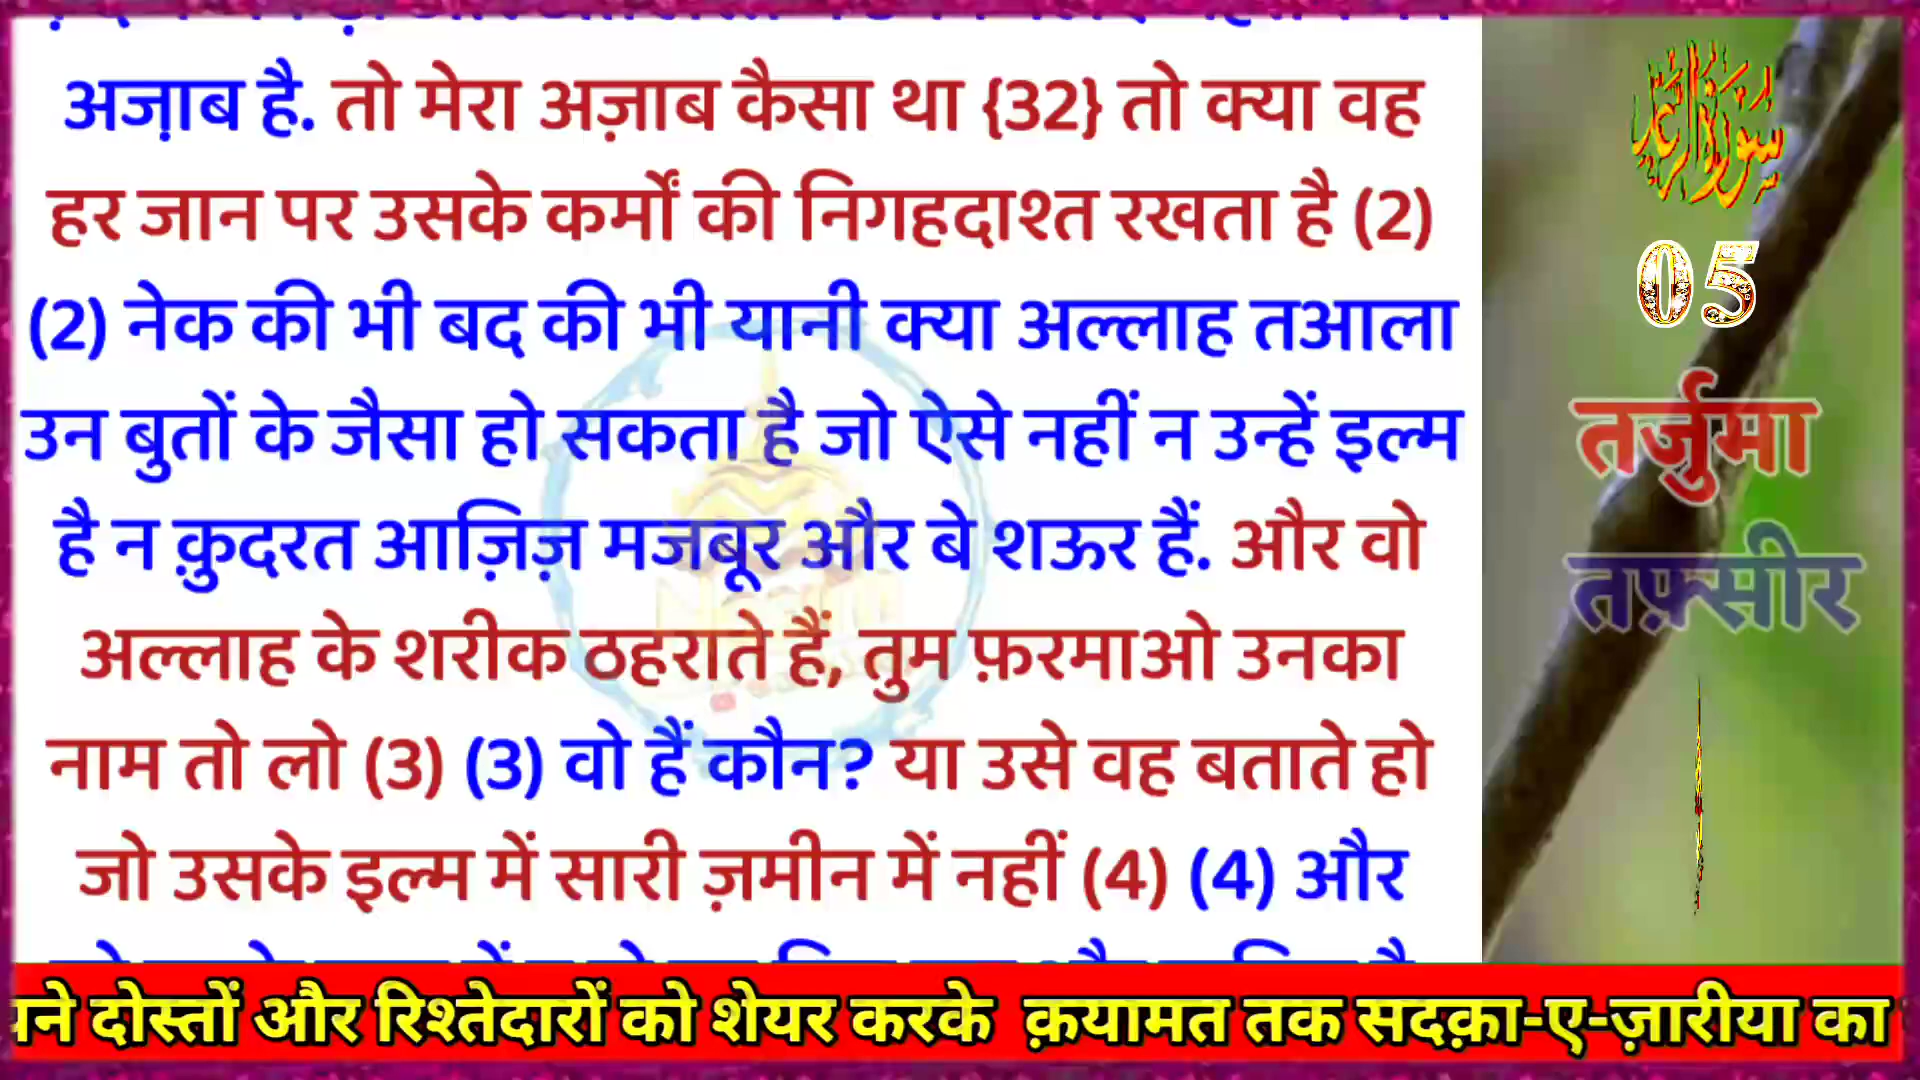 अजा़ब है. तो मेरा अज़ाब कैसा था {32} तो क्या वह
हर जान पर उसके कर्मों की निगहदाश्त रखता है (2)
(2) नेक की भी बद की भी यानी क्या अल्लाह तआला
उन बुतों के जैसा हो सकता है जो ऐसे नहीं न उन्हें इल्म
है न क़ुदरत आज़िज़ मजबूर और बे शऊर हैं. और वो
अल्लाह के शरीक ठहराते हैं, तुम फ़रमाओ उनका
नाम तो लो (3) (3) वो हैं कौन? या उसे वह बताते हो
जो उसके इल्म में सारी ज़मीन में नहीं (4) (4) और
سورة الرعد
05
तर्जुमा
तफ़्सीर
दोस्तों और रिश्तेदारों को शेयर करके क़यामत तक सदक़ा-ए-ज़ारीया का